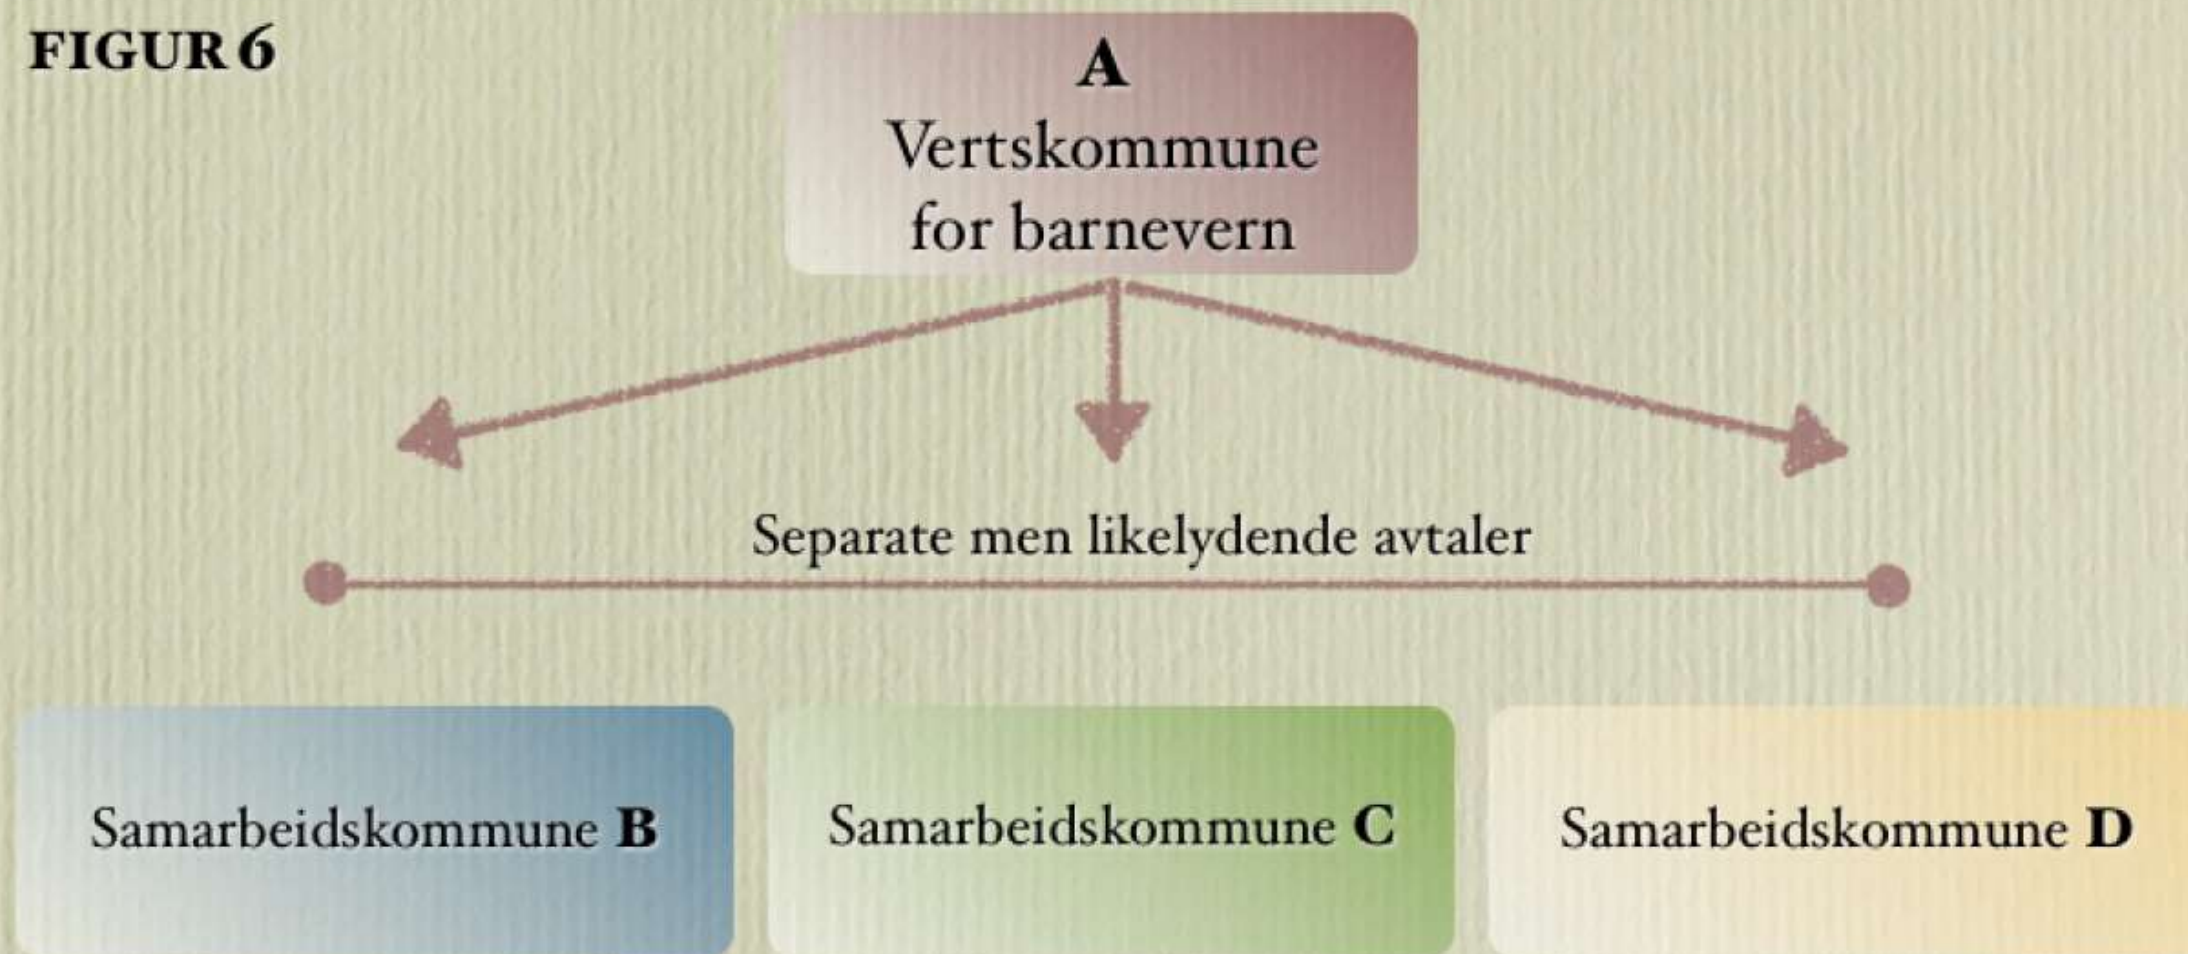 FIGUR 6
A
Vertskommune
for barnevern
Separate men likelydende avtaler
Samarbeidskommune B
Samarbeidskommune C
Samarbeidskommune D